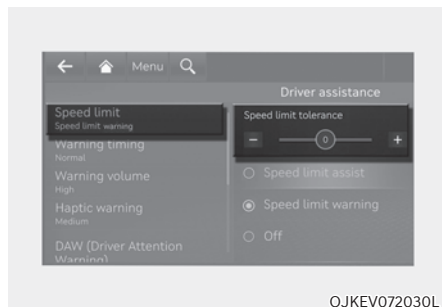 Menu
Driver assistance
Speed limit
Speed limit warning
Warning timing
Normal
Warning volume
High
Haptic warning
Medium
DAW (Driver Attention
Warning)
Speed limit tolerance
− 0 +
Speed limit assist
Speed limit warning
Off
OJKEV072030L